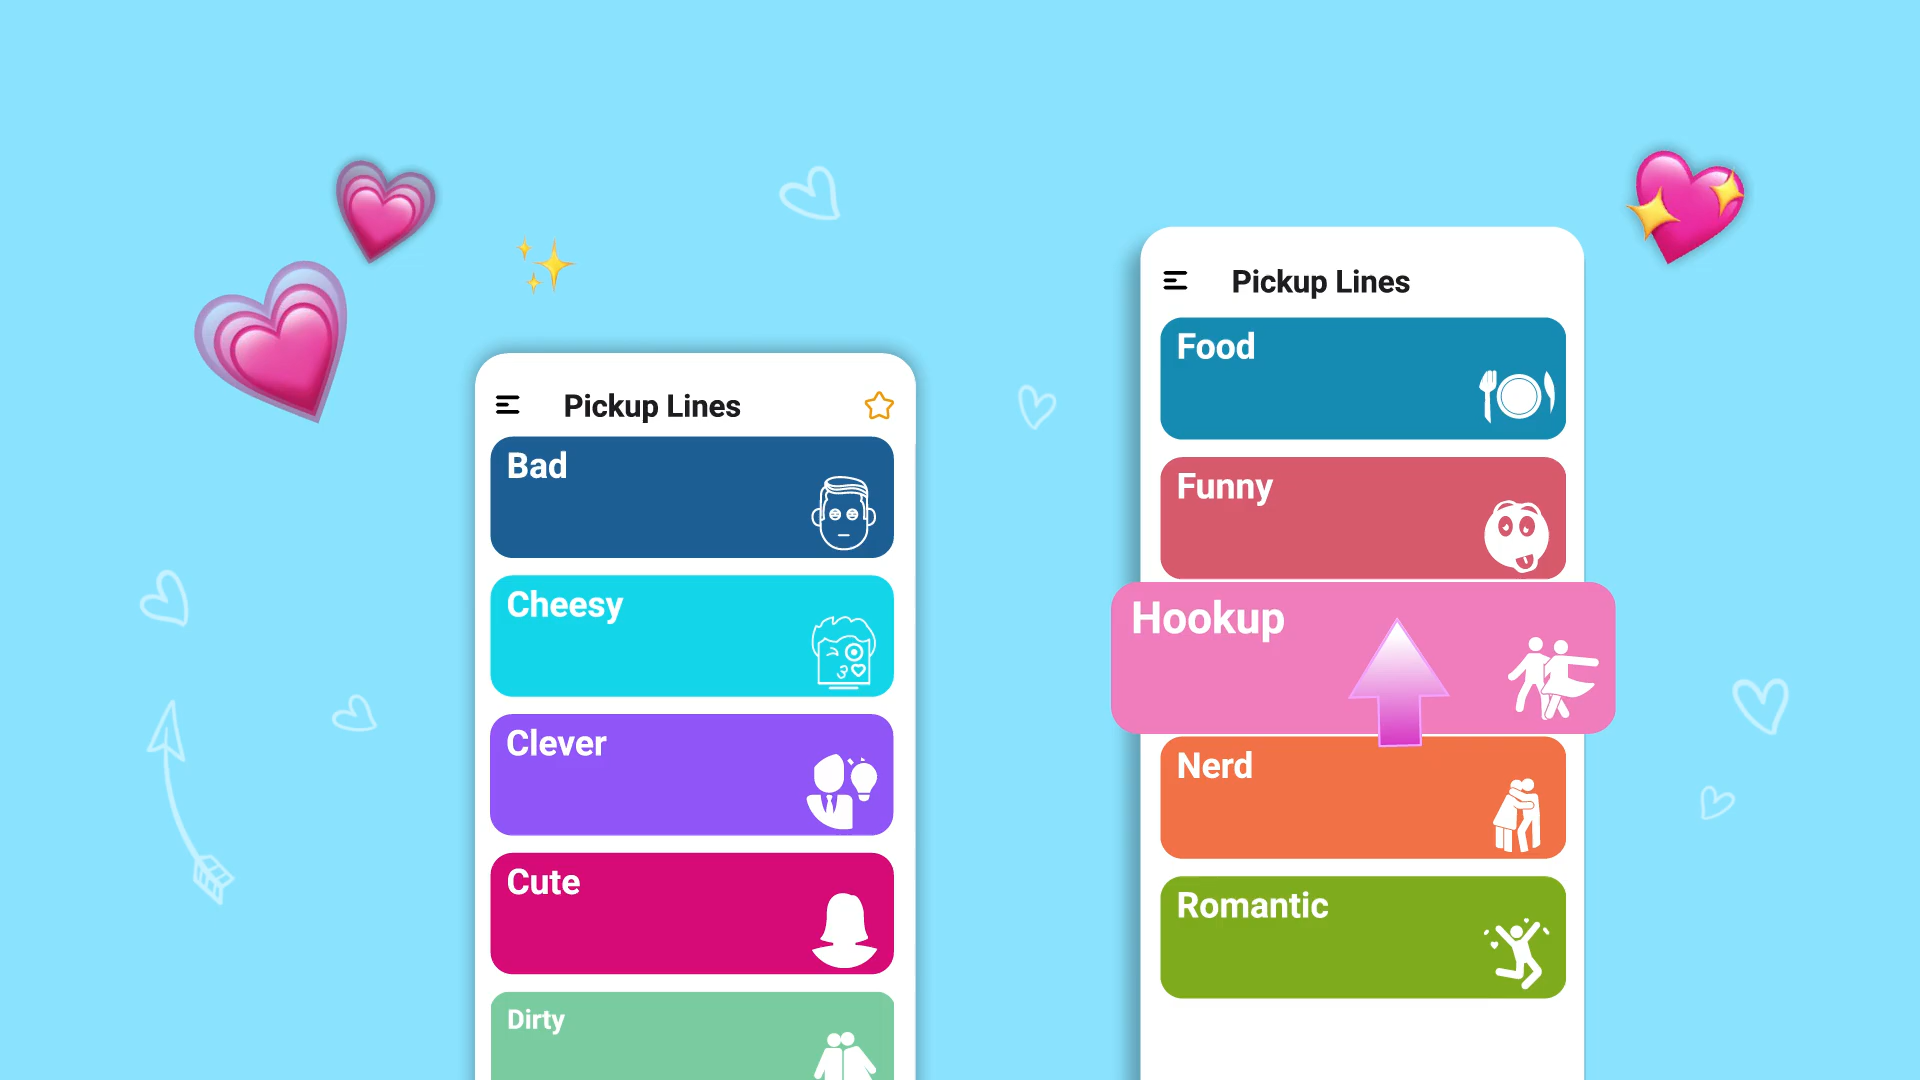 Pickup Lines
Bad
Cheesy
Clever
Cute
Dirty
Pickup Lines
Food
Funny
Hookup
Nerd
Romantic